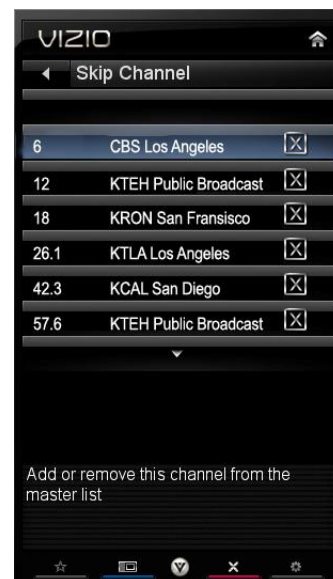 VIZIO
Skip Channel
6 CBS Los Angeles X
12 KTEH Public Broadcast X
18 KRON San Fransisco X
26.1 KTLA Los Angeles X
42.3 KCAL San Diego X
57.6 KTEH Public Broadcast X
Add or remove this channel from the
master list